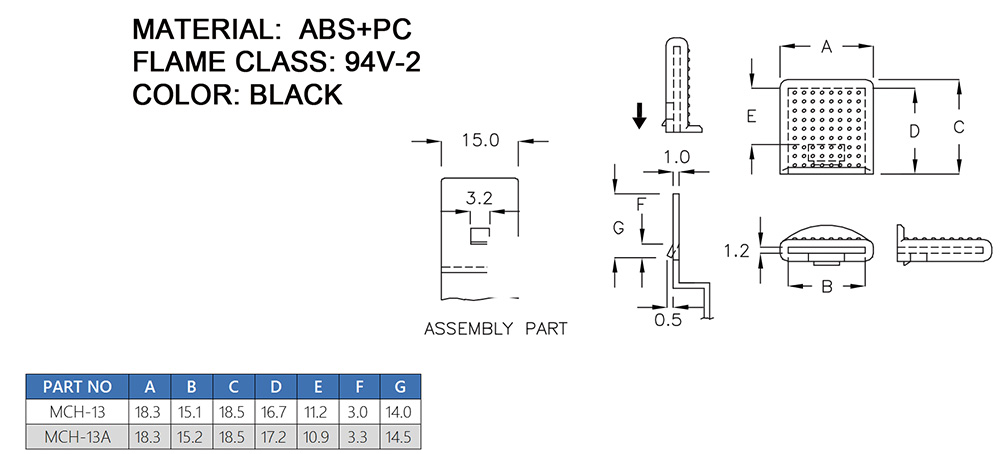 MATERIAL: ABS+PC
FLAME CLASS: 94V-2
COLOR: BLACK
A
E
D
C
15.0
3.2
1.0
F
G
0.5
1.2
B
ASSEMBLY PART
PART NO A B C D E F G
MCH-13 18.3 15.1 18.5 16.7 11.2 3.0 14.0
MCH-13A 18.3 15.2 18.5 17.2 10.9 3.3 14.5